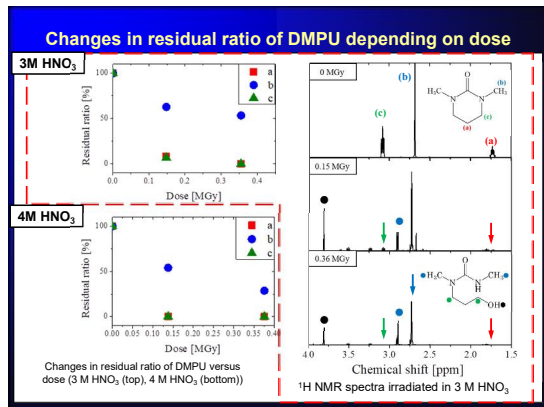 Changes in residual ratio of DMPU depending on dose
3M HNO₃
Residual ratio [%]
100
50
0
a
b
c
0.0 0.1 0.2 0.3 0.4
Dose [MGy]
4M HNO₃
Residual ratio [%]
100
50
0
a
b
c
0.00 0.05 0.10 0.15 0.20 0.25 0.30 0.35 0.40
Dose [MGy]
Changes in residual ratio of DMPU versus
dose (3 M HNO₃ (top), 4 M HNO₃ (bottom))
0 MGy
(b)
(c)
(a)
O
(b)
H₃C
N
N
CH₃
(c)
(a)
0.15 MGy
0.36 MGy
O
H₃C
N
N
H
CH₃
OH
4.0 3.5 3.0 2.5 2.0 1.5
Chemical shift [ppm]
¹H NMR spectra irradiated in 3 M HNO₃